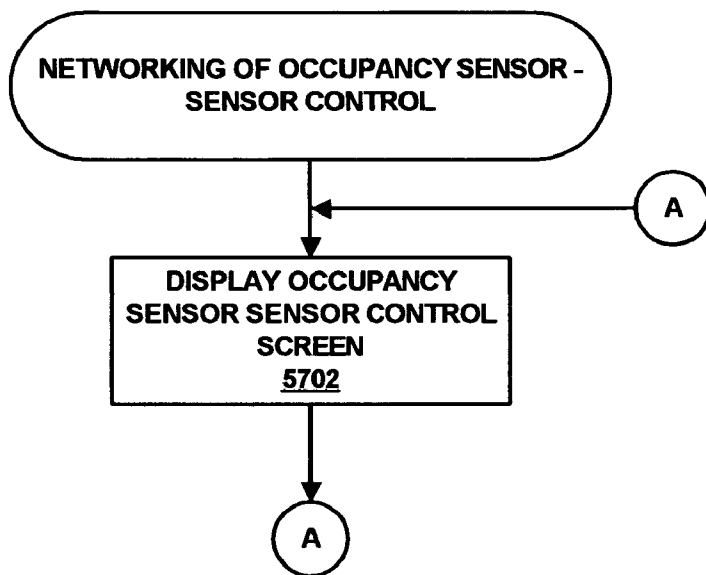 NETWORKING OF OCCUPANCY SENSOR -
SENSOR CONTROL
A
DISPLAY OCCUPANCY
SENSOR SENSOR CONTROL
SCREEN
5702
A